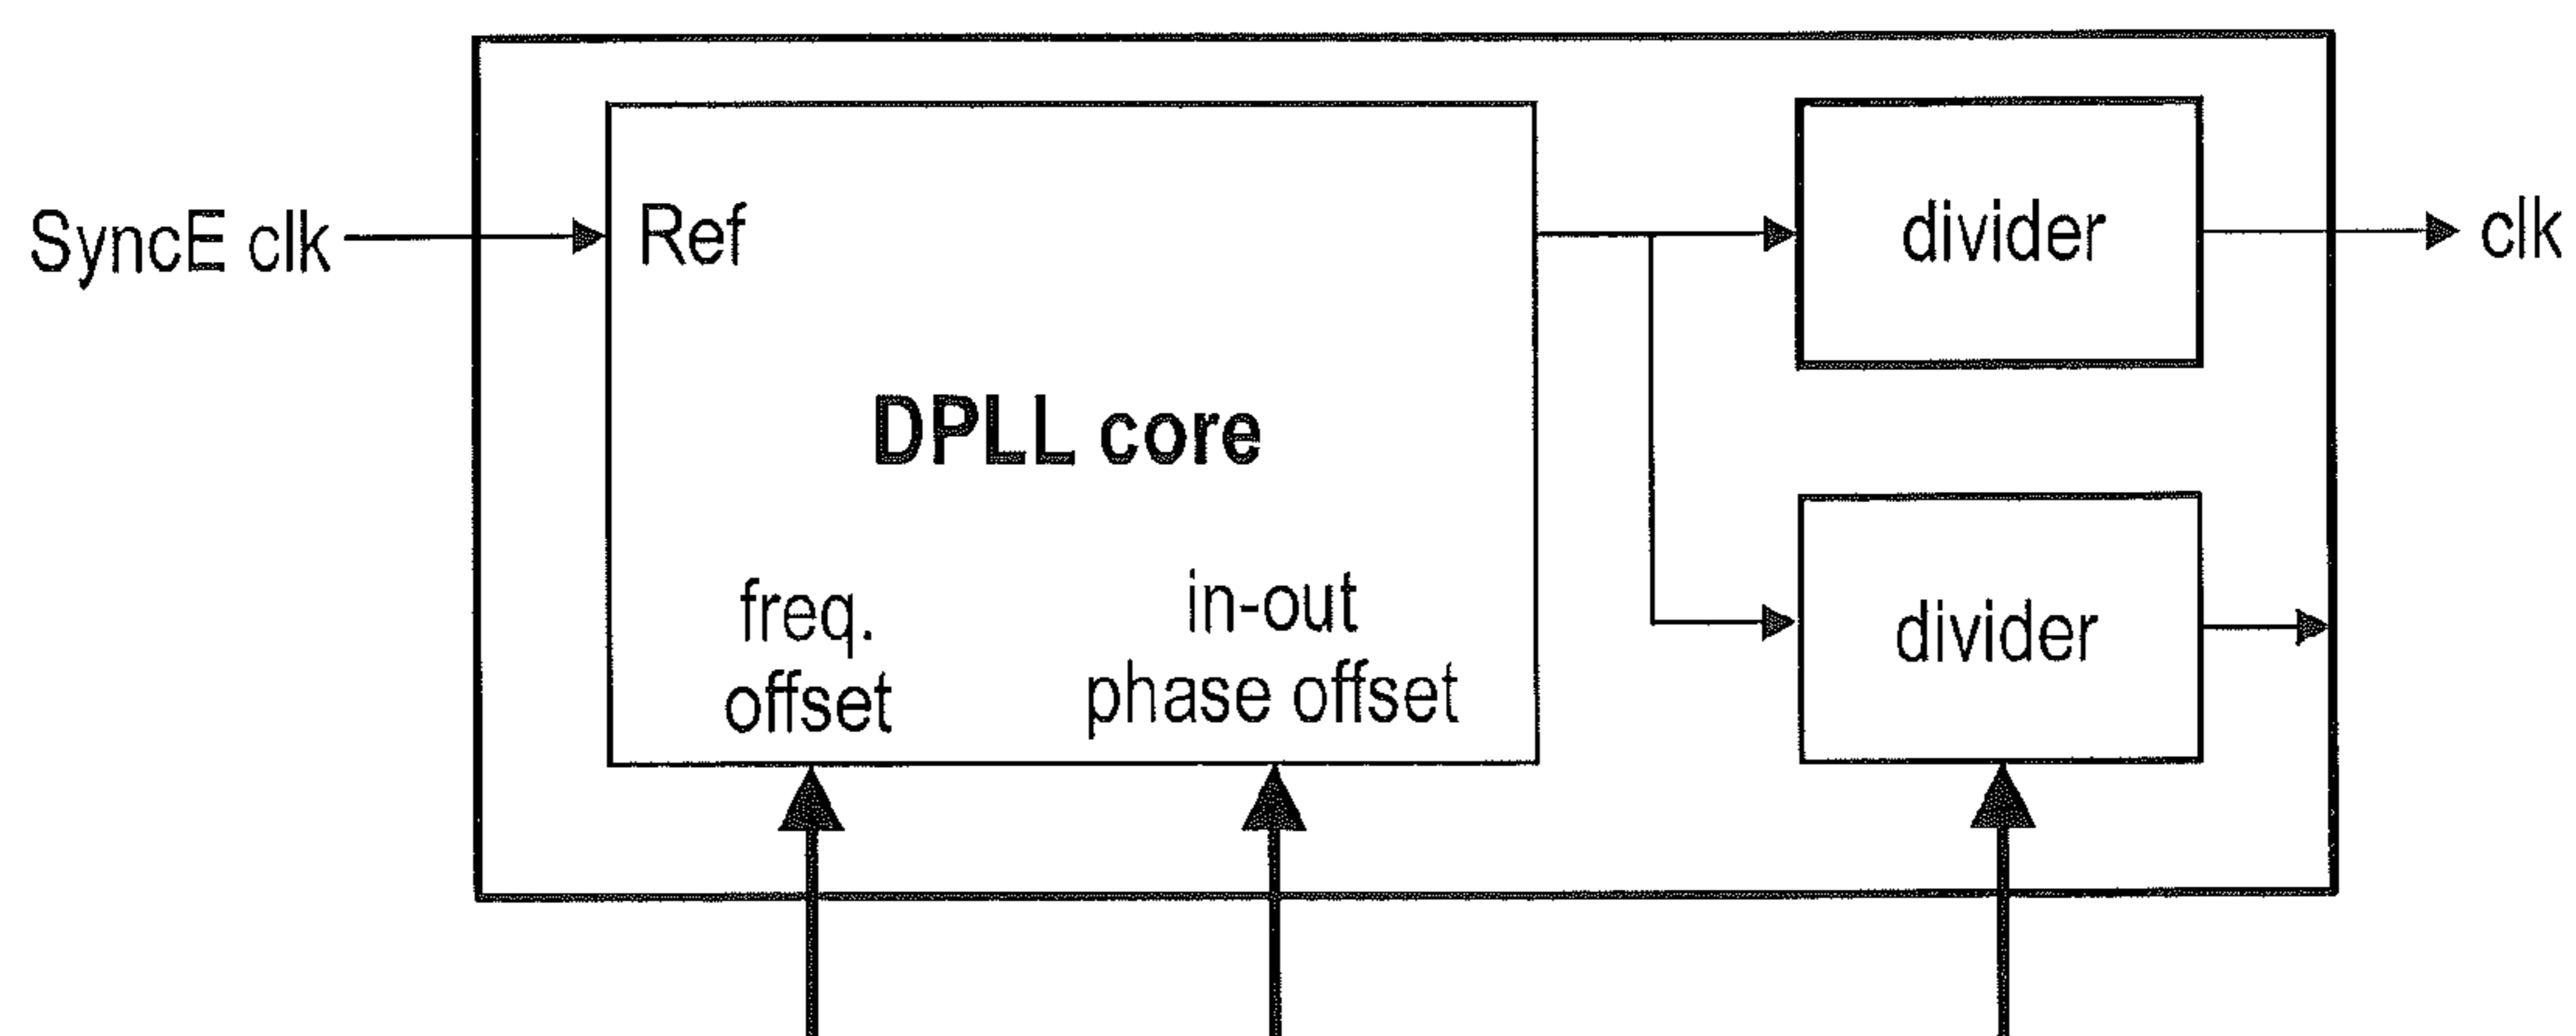 SyncE clk
Ref
divider
clk
DPLL core
freq.
offset
in-out
phase offset
divider